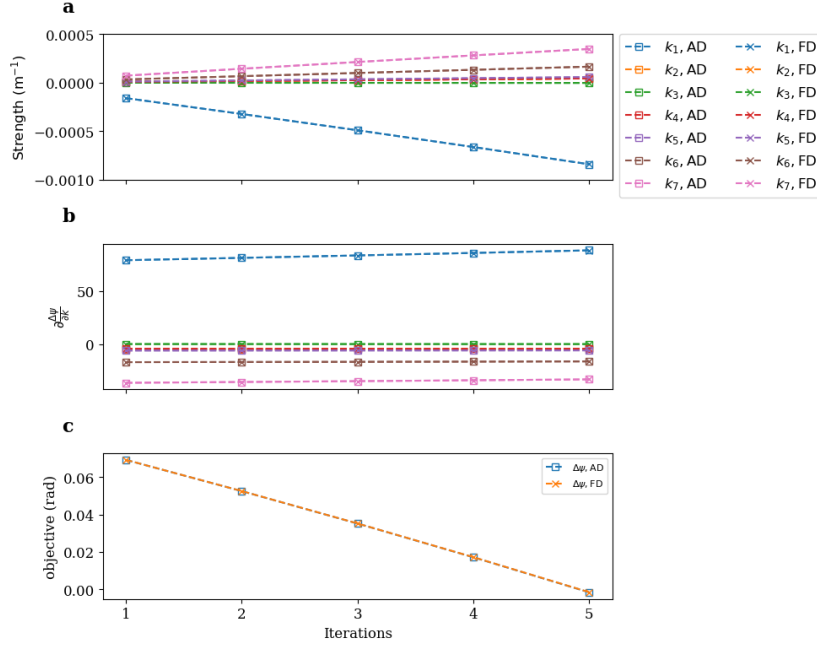 a
0.0005
0.0000
−0.0005
−0.0010
Strength (m⁻¹)
k₁, AD
k₂, AD
k₃, AD
k₄, AD
k₅, AD
k₆, AD
k₇, AD
k₁, FD
k₂, FD
k₃, FD
k₄, FD
k₅, FD
k₆, FD
k₇, FD
b
50
0
∂Δψ/∂k
c
0.06
0.04
0.02
0.00
objective (rad)
Δψ, AD
Δψ, FD
1 2 3 4 5
Iterations